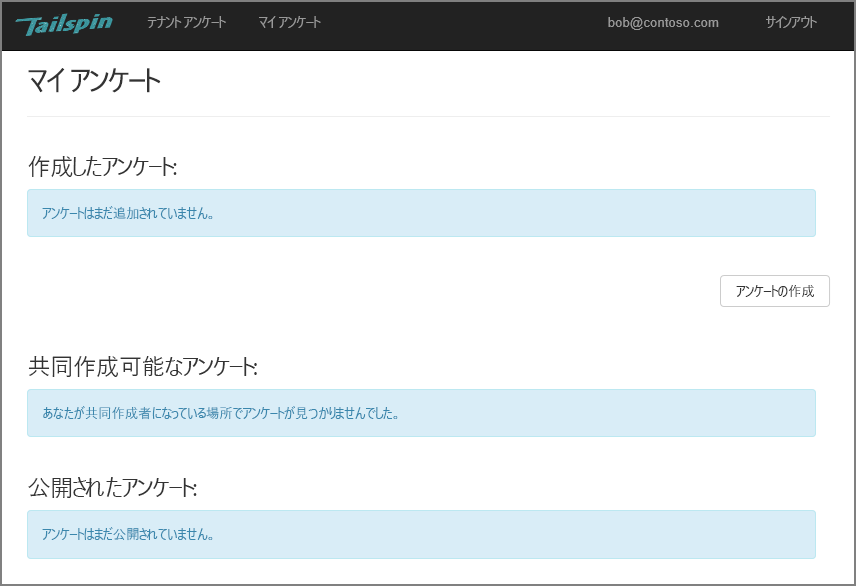 Tailspin テナント アンケート マイ アンケート bob@contoso.com サインアウト
マイ アンケート
作成したアンケート:
アンケートはまだ追加されていません。
アンケートの作成
共同作成可能なアンケート:
あなたが共同作成者になっている場所でアンケートが見つかりませんでした。
公開されたアンケート:
アンケートはまだ公開されていません。